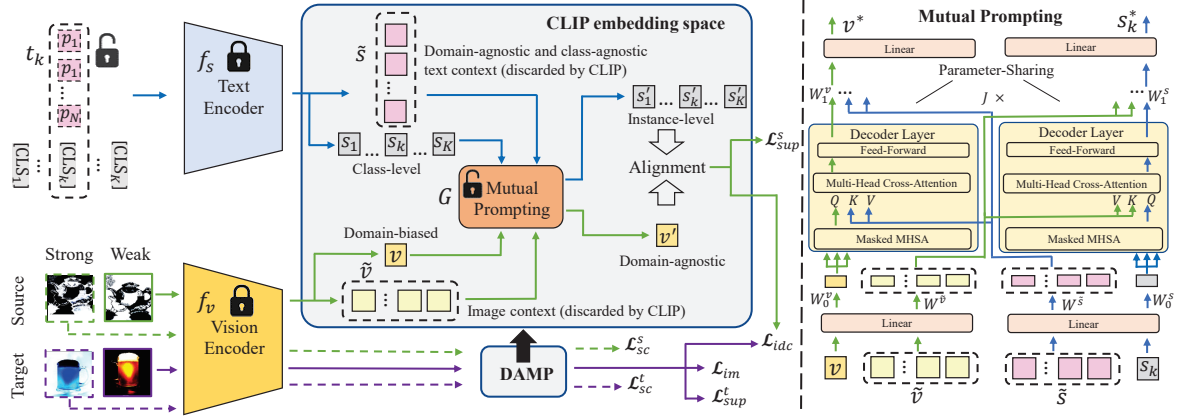 t_k
p_1
p_1
...
p_N
[CLS_1]
...
[CLS_k]
...
[CLS_K]
f_s
Text
Encoder
CLIP embedding space
s̃
Domain-agnostic and class-agnostic
text context (discarded by CLIP)
s_1 ... s_k ... s_K
Class-level
s'_1 ... s'_k ... s'_K
Instance-level
Alignment
G
Mutual
Prompting
Domain-biased
v
ṽ
Image context (discarded by CLIP)
v'
Domain-agnostic
Strong Weak
Source
Target
f_v
Vision
Encoder
DAMP
ℒ^s_sc
ℒ^t_sc
ℒ^s_sup
ℒ_idc
ℒ_im
ℒ^t_sup
Mutual Prompting
v* s*_k
Linear Linear
Parameter-Sharing
W^v_1 ... J × ... W^s_1
Decoder Layer Decoder Layer
Feed-Forward Feed-Forward
Multi-Head Cross-Attention Multi-Head Cross-Attention
Q K V V K Q
Masked MHSA Masked MHSA
W^v_0 W^ṽ W^s̃ W^s_0
Linear Linear
v ṽ s̃ s_k